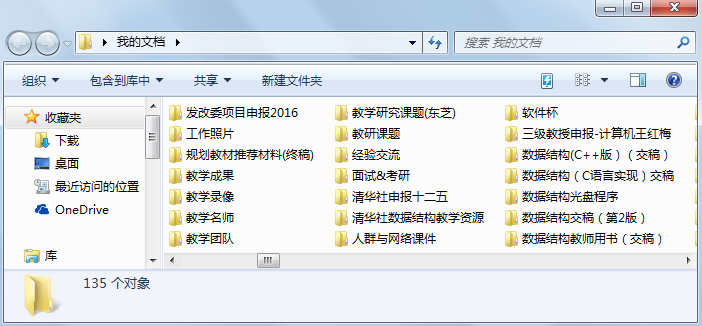 我的文档
搜索 我的文档
组织 包含到库中 共享 新建文件夹
收藏夹
下载
桌面
最近访问的位置
OneDrive
库
发改委项目申报2016
工作照片
规划教材推荐材料(终稿)
教学成果
教学录像
教学名师
教学团队
教学研究课题(东芝)
教研课题
经验交流
面试&考研
清华社申报十二五
清华社数据结构教学资源
人群与网络课件
软件杯
三级教授申报-计算机王红梅
数据结构(C++版)（交稿）
数据结构（C语言实现）交稿
数据结构光盘程序
数据结构交稿（第2版）
数据结构教师用书（交稿）
135 个对象